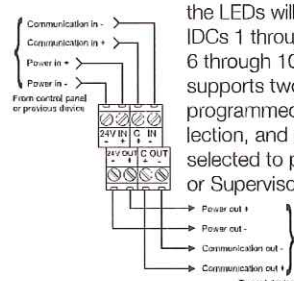 Communication in -
Communication in +
Power in +
Power in -
From control panel
or previous device
24V IN C IN
- + + -
24V OUT C OUT
- + + -
Power out +
Power out -
Communication out -
Communication out +
the LEDs will
IDCs 1 throu
6 through 10
supports two
programmed
lection, and
selected to p
or Superviso